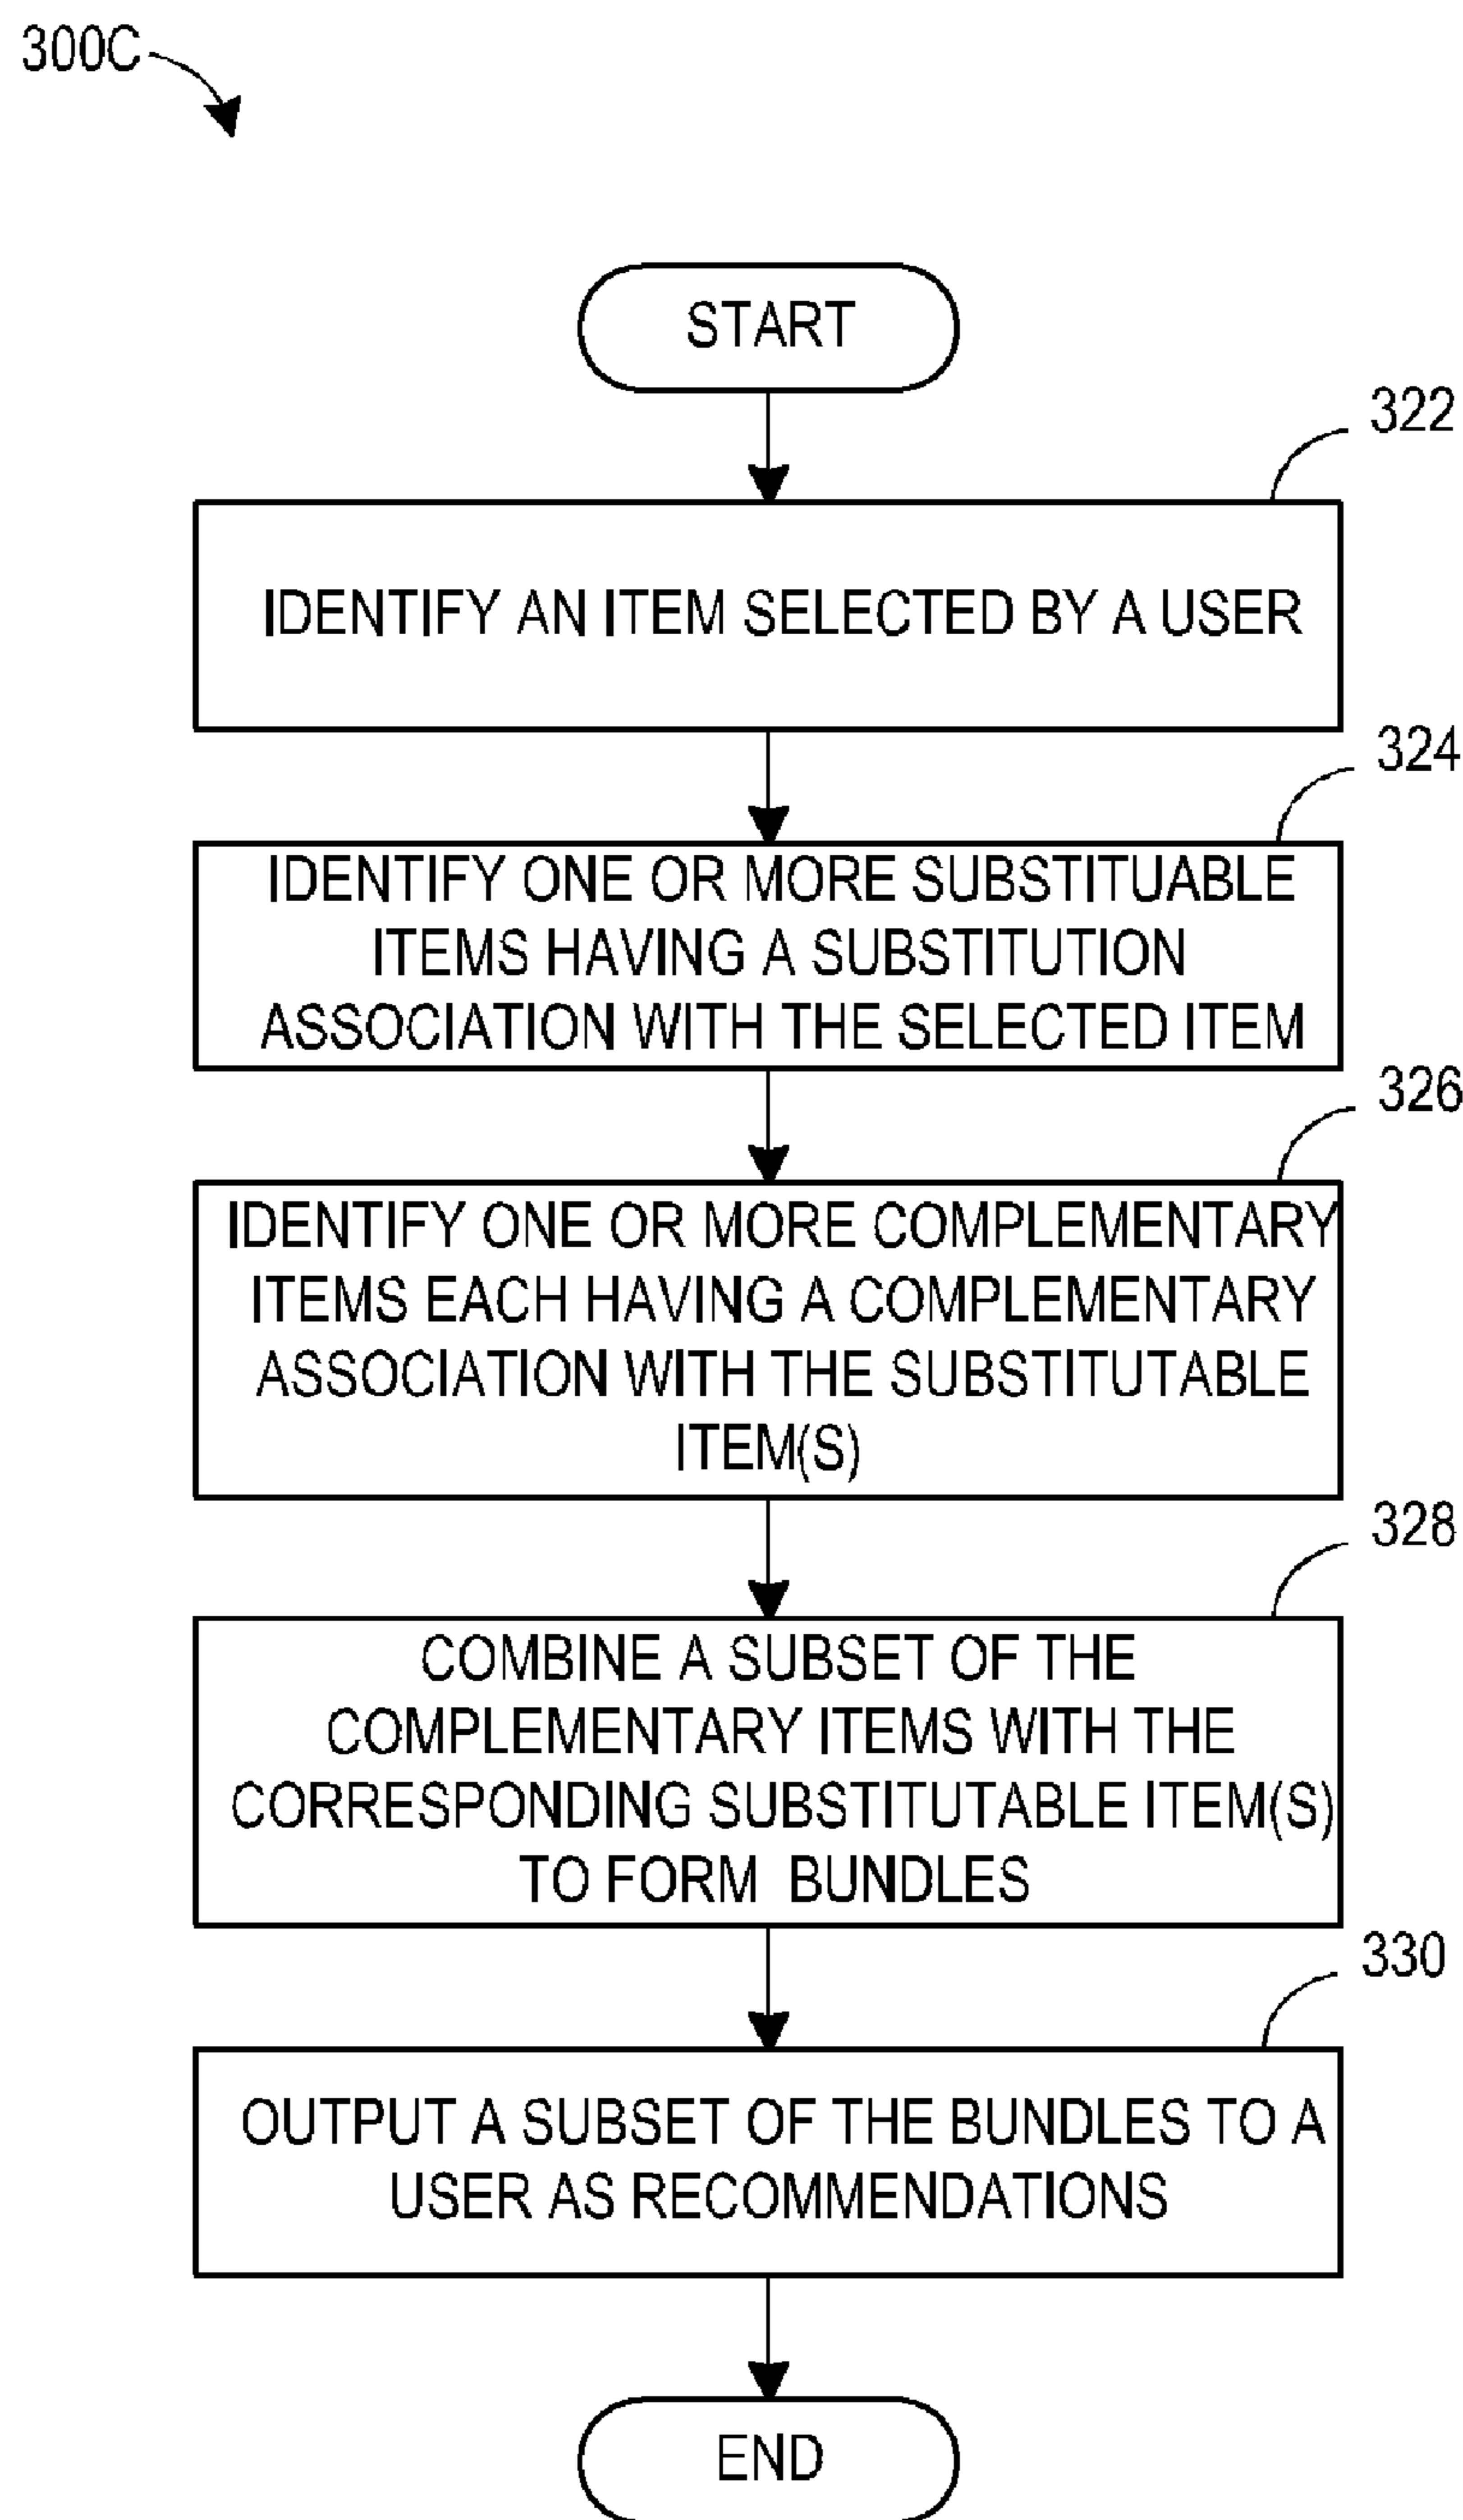 300C
START
322
IDENTIFY AN ITEM SELECTED BY A USER
324
IDENTIFY ONE OR MORE SUBSTITUABLE
ITEMS HAVING A SUBSTITUTION
ASSOCIATION WITH THE SELECTED ITEM
326
IDENTIFY ONE OR MORE COMPLEMENTARY
ITEMS EACH HAVING A COMPLEMENTARY
ASSOCIATION WITH THE SUBSTITUTABLE
ITEM(S)
328
COMBINE A SUBSET OF THE
COMPLEMENTARY ITEMS WITH THE
CORRESPONDING SUBSTITUTABLE ITEM(S)
TO FORM BUNDLES
330
OUTPUT A SUBSET OF THE BUNDLES TO A
USER AS RECOMMENDATIONS
END